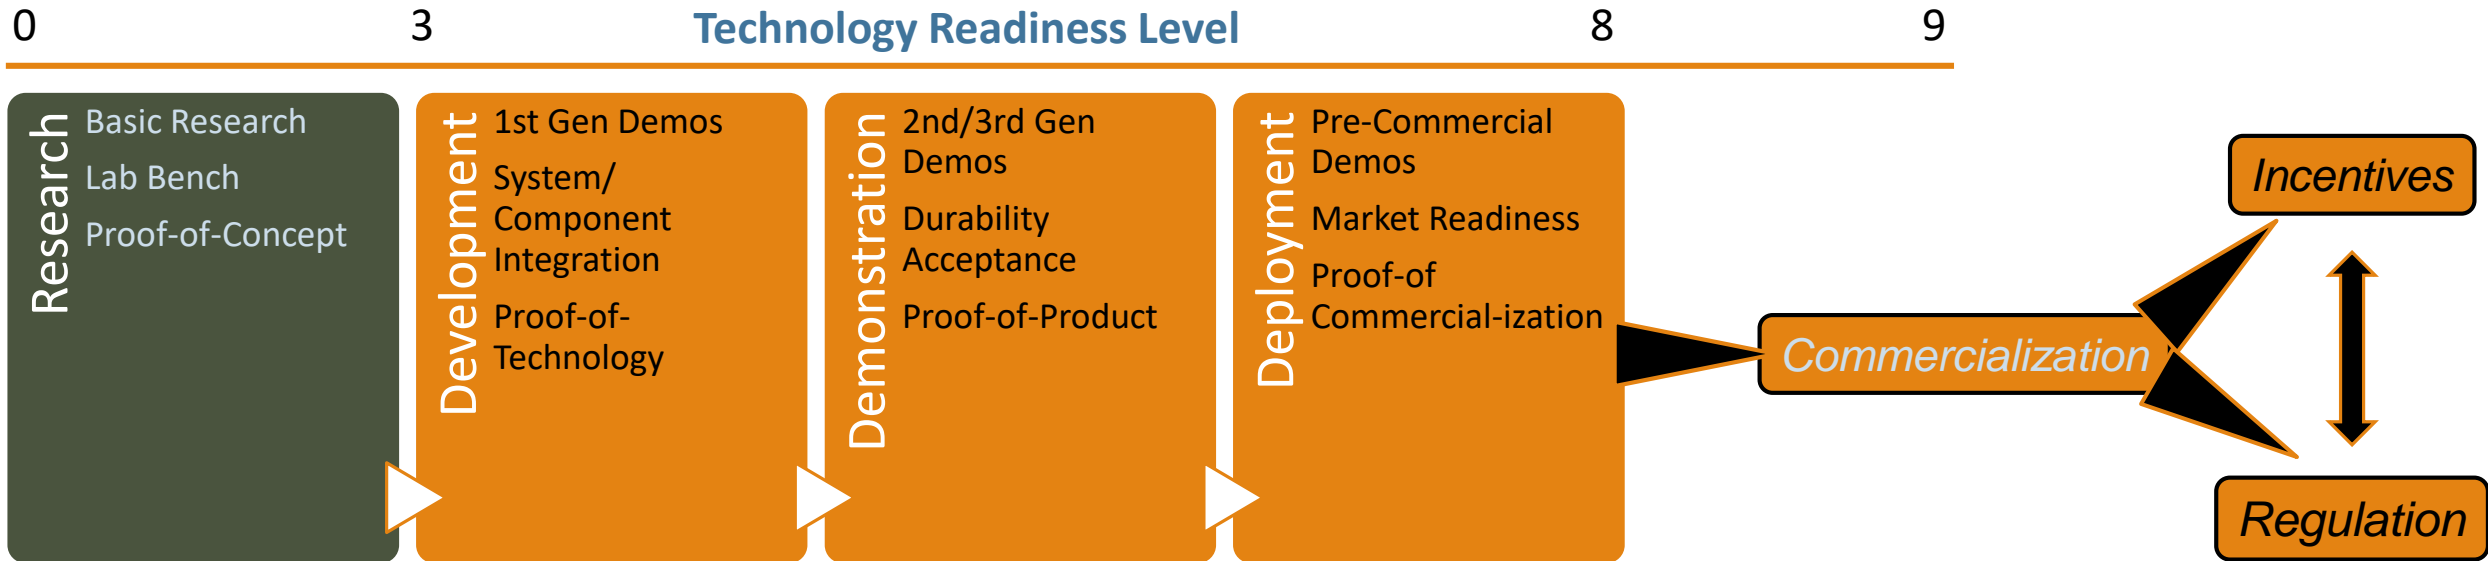 0 3 Technology Readiness Level 8 9
Research
Basic Research
Lab Bench
Proof-of-Concept
Development
1st Gen Demos
System/
Component
Integration
Proof-of-
Technology
Demonstration
2nd/3rd Gen
Demos
Durability
Acceptance
Proof-of-Product
Deployment
Pre-Commercial
Demos
Market Readiness
Proof-of
Commercial-ization
Commercialization
Incentives
Regulation